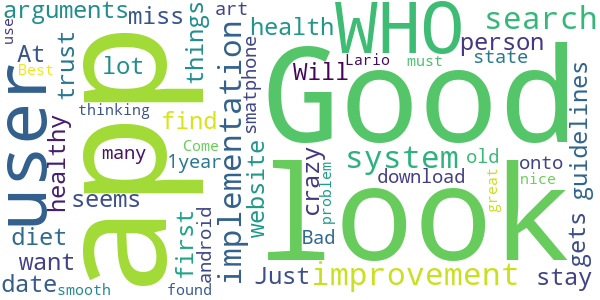 arguments
miss
art
WHO
search
use
user
At
trust
things
health
person
app
lot
Will
Lario
must
state
Best
smatphone
Good
thinking
find
implementation
healthy
many
Come
1year
website
crazy
system
old
guidelines
problem
download
onto
great
nice
look
seems
first
android
diet
Bad
gets
want
date
smooth
found
Just
improvement
stay